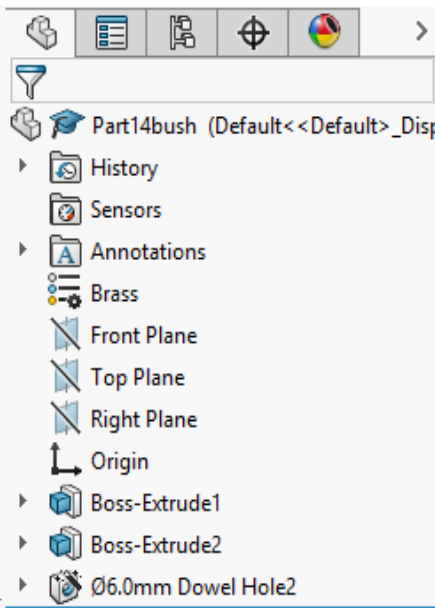 Part14bush (Default<<Default>_Disp
History
Sensors
Annotations
Brass
Front Plane
Top Plane
Right Plane
Origin
Boss-Extrude1
Boss-Extrude2
Ø6.0mm Dowel Hole2